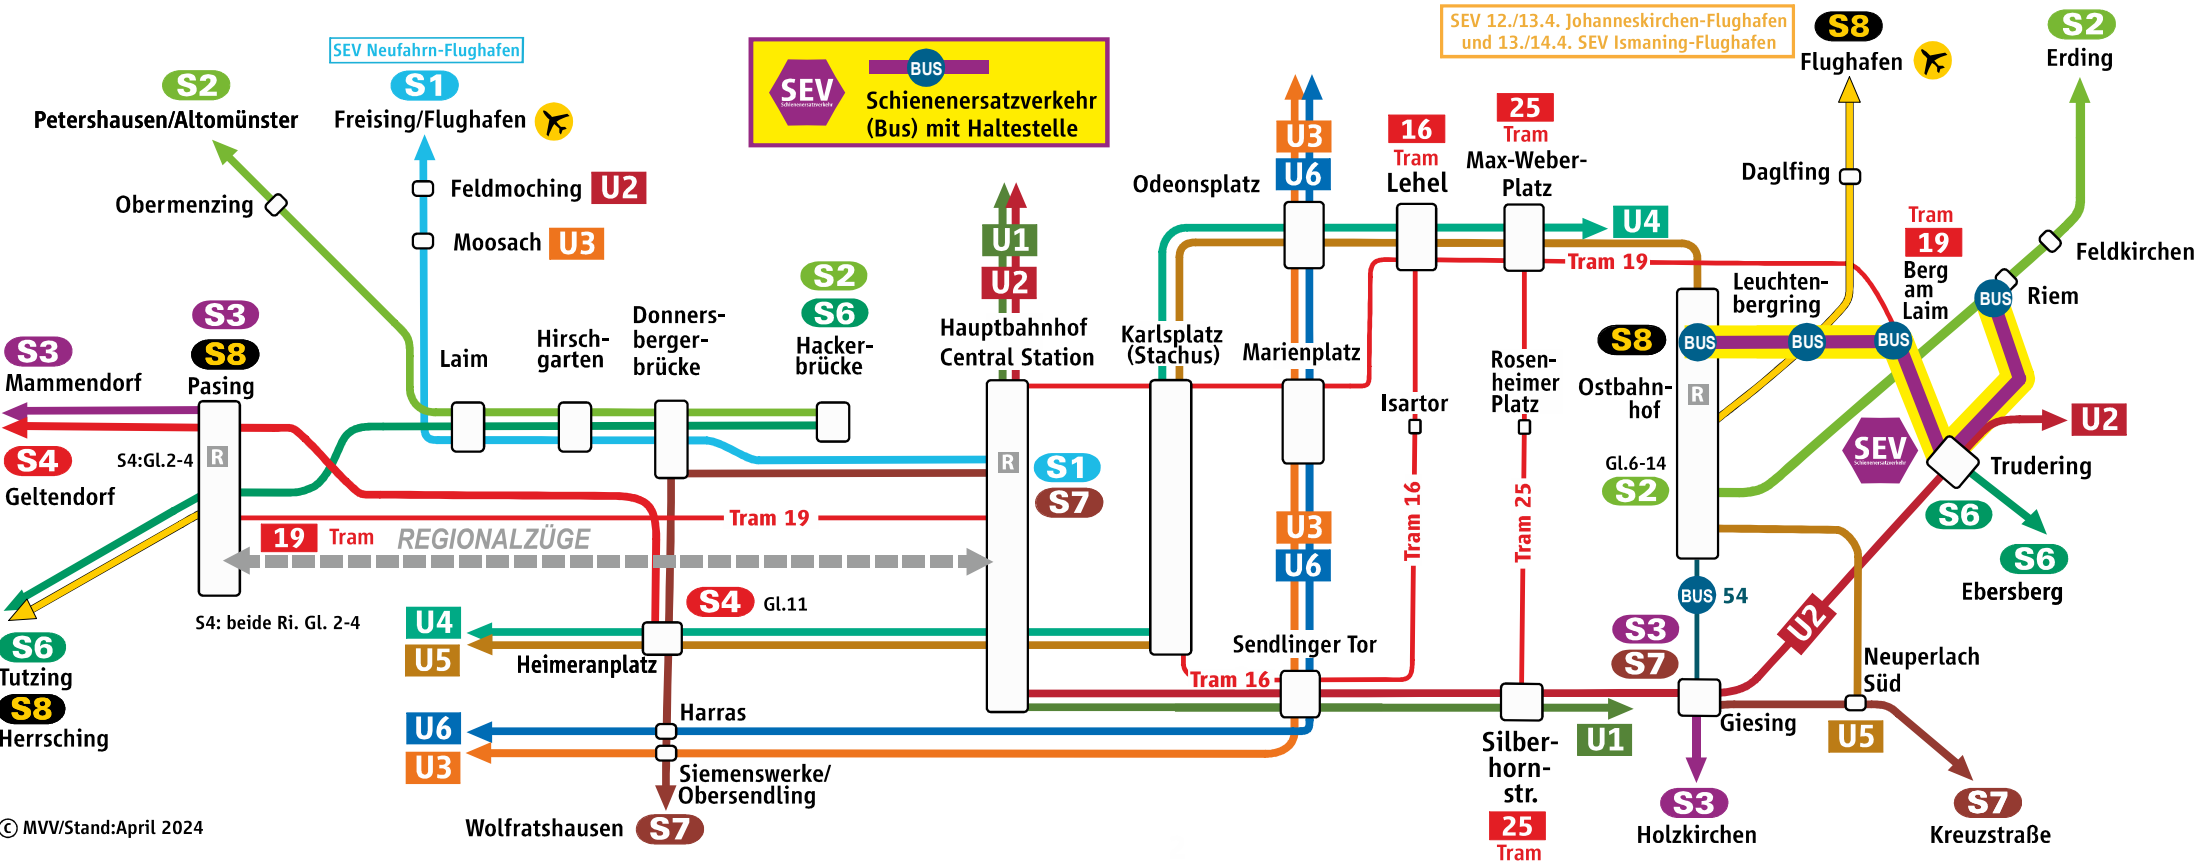 SEV Neufahrn-Flughafen
S2
Petershausen/Altomünster
S1
Freising/Flughafen
Feldmoching U2
Moosach U3
Obermenzing
SEV
Schienenersatzverkehr
BUS
Schienenersatzverkehr
(Bus) mit Haltestelle
SEV 12./13.4. Johanneskirchen-Flughafen
und 13./14.4. SEV Ismaning-Flughafen
S8
Flughafen
S2
Erding
Daglfing
Feldkirchen
Tram
19
Berg
am
Laim
Riem
BUS
Leuchten-
bergring
U3
U6
Odeonsplatz
16
Tram
Lehel
25
Tram
Max-Weber-
Platz
U4
Tram 19
U1
U2
Hauptbahnhof
Central Station
Karlsplatz
(Stachus)
Marienplatz
S3
S8
Pasing
S3
Mammendorf
S4
Geltendorf
S4:Gl.2-4
R
Laim
Hirsch-
garten
Donners-
berger-
brücke
S2
S6
Hacker-
brücke
R
S1
S7
Isartor
Rosen-
heimer
Platz
S8
BUS
BUS
BUS
Ostbahn-
hof
R
Gl.6-14
S2
SEV
Schienenersatzverkehr
U2
Trudering
S6
S6
Ebersberg
Tram 19
19 Tram
REGIONALZÜGE
Tram 16
Tram 25
U3
U6
S4: beide Ri. Gl. 2-4
S4 Gl.11
U4
U5
Heimeranplatz
Sendlinger Tor
Tram 16
BUS 54
S3
S7
U2
Giesing
Neuperlach
Süd
U5
S6
Tutzing
S8
Herrsching
U6
U3
Harras
Siemenswerke/
Obersendling
Wolfratshausen S7
Silber-
horn-
str.
25
Tram
U1
S3
Holzkirchen
S7
Kreuzstraße
© MVV/Stand:April 2024